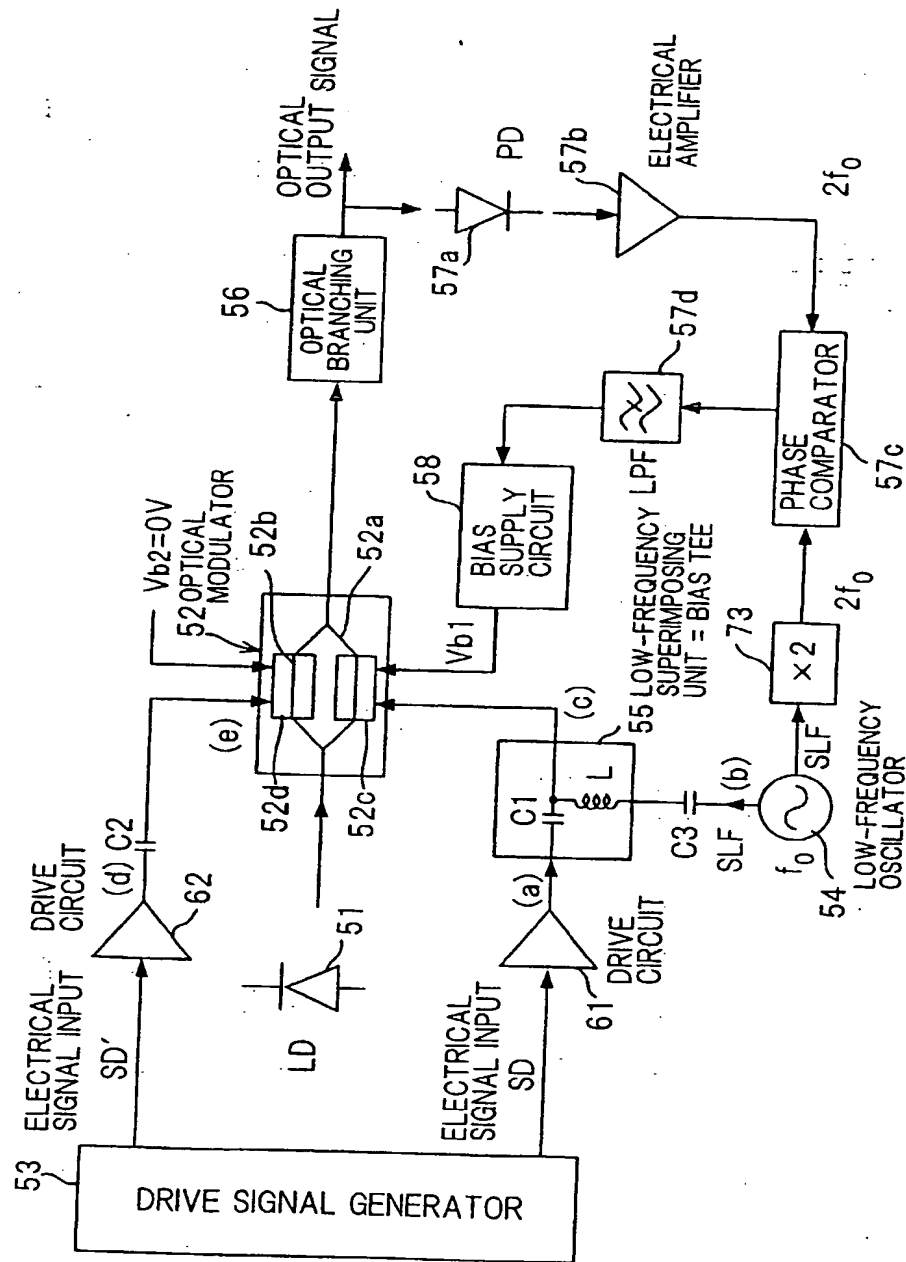 53
DRIVE SIGNAL GENERATOR
ELECTRICAL
SIGNAL INPUT
SD′
DRIVE
CIRCUIT
62
(d)
C2
(e)
Vb2=0V
52 OPTICAL
MODULATOR
52b
52a
52d
52c
LD
51
56
OPTICAL
BRANCHING
UNIT
OPTICAL
OUTPUT SIGNAL
57a
PD
57b
ELECTRICAL
AMPLIFIER
2f0
ELECTRICAL
SIGNAL INPUT
SD
61
DRIVE
CIRCUIT
(a)
C1
L
(c)
55 LOW-FREQUENCY
SUPERIMPOSING
UNIT = BIAS TEE
Vb1
58
BIAS
SUPPLY
CIRCUIT
57d
LPF
C3
SLF
(b)
f0
54
LOW-FREQUENCY
OSCILLATOR
SLF
73
×2
2f0
PHASE
COMPARATOR
57c